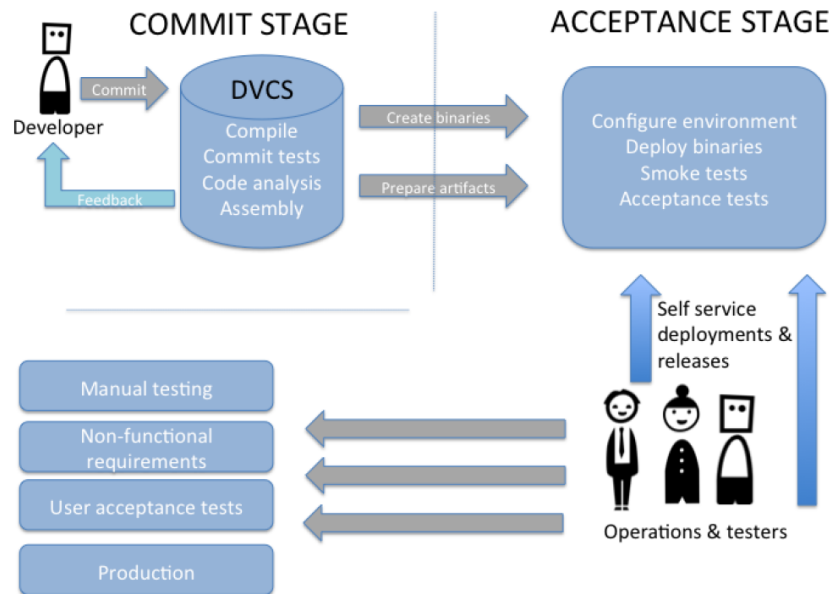 COMMIT STAGE
ACCEPTANCE STAGE
Commit
Developer
Feedback
DVCS
Compile
Commit tests
Code analysis
Assembly
Create binaries
Prepare artifacts
Configure environment
Deploy binaries
Smoke tests
Acceptance tests
Self service
deployments &
releases
Operations & testers
Manual testing
Non-functional
requirements
User acceptance tests
Production